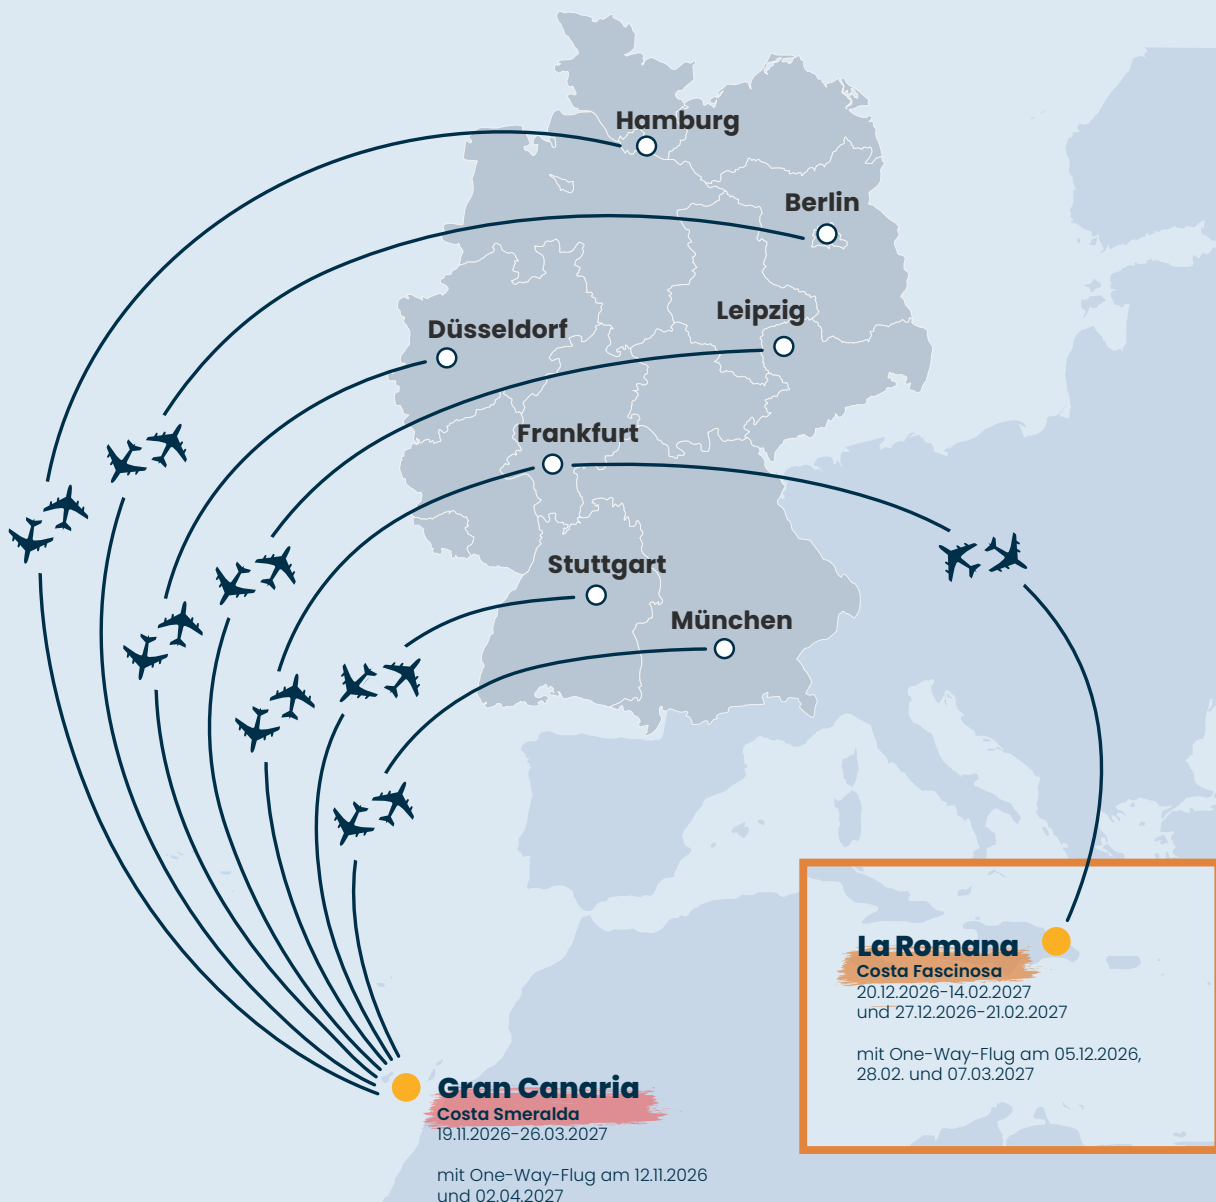 Hamburg
Berlin
Leipzig
Düsseldorf
Frankfurt
Stuttgart
München
La Romana
Costa Fascinosa
20.12.2026-14.02.2027
und 27.12.2026-21.02.2027
mit One-Way-Flug am 05.12.2026,
28.02. und 07.03.2027
Gran Canaria
Costa Smeralda
19.11.2026-26.03.2027
mit One-Way-Flug am 12.11.2026
und 02.04.2027